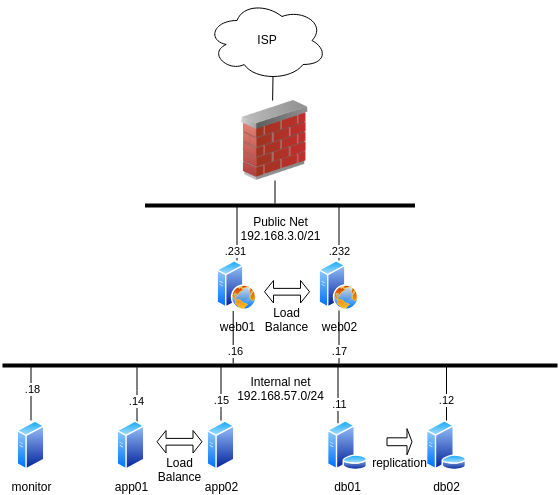 ISP
Public Net
192.168.3.0/21
.231
.232
Load
Balance
web01
web02
.16
.17
Internal net
192.168.57.0/24
.18
.14
.15
.11
.12
Load
Balance
replication
monitor
app01
app02
db01
db02